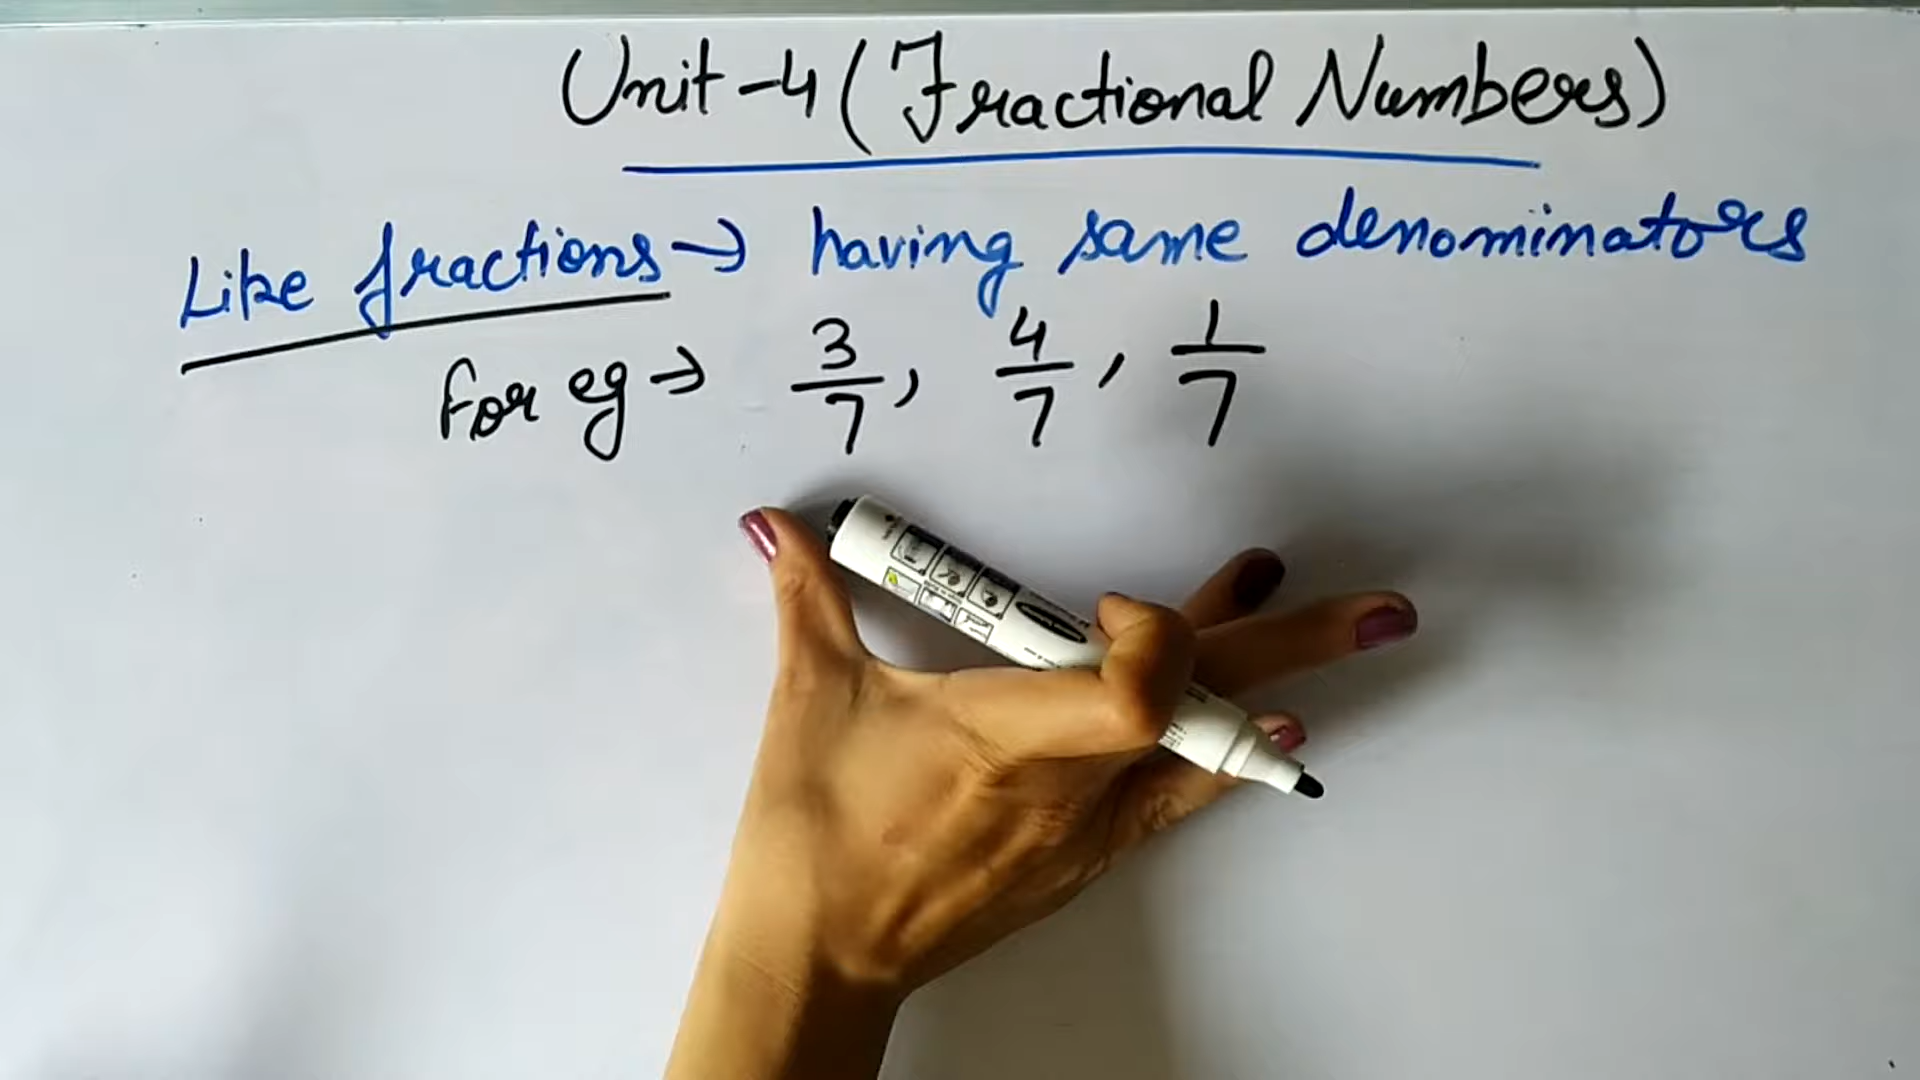 Unit-4 (Fractional Numbers)
Like fractions → having same denominators
For eg → 3/7, 4/7, 1/7